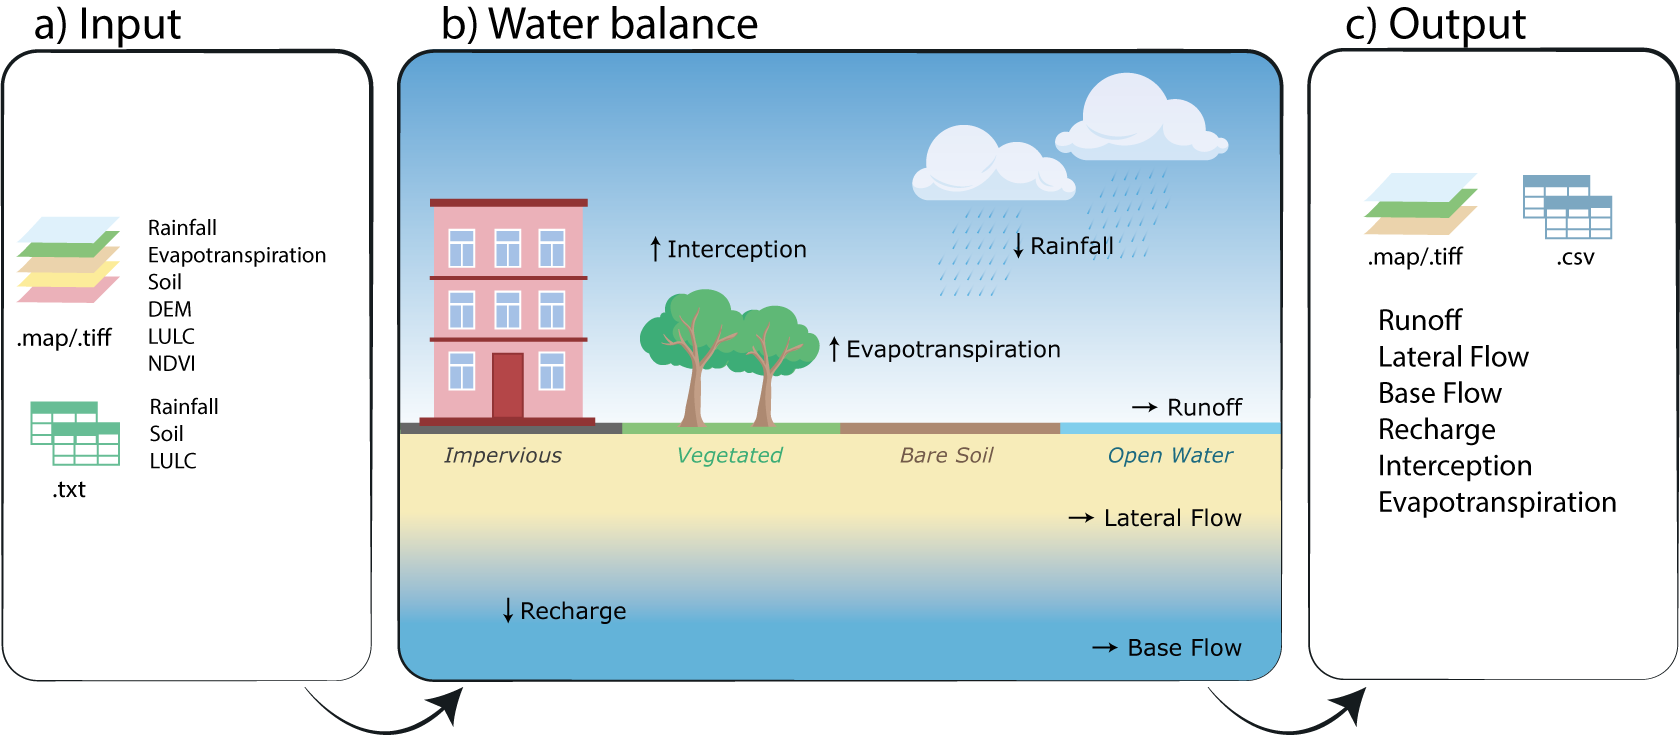 a) Input
Rainfall
Evapotranspiration
Soil
DEM
LULC
NDVI
.map/.tiff
Rainfall
Soil
LULC
.txt
b) Water balance
↑ Interception
↓ Rainfall
↑ Evapotranspiration
→ Runoff
Impervious
Vegetated
Bare Soil
Open Water
→ Lateral Flow
↓ Recharge
→ Base Flow
c) Output
.map/.tiff
.csv
Runoff
Lateral Flow
Base Flow
Recharge
Interception
Evapotranspiration